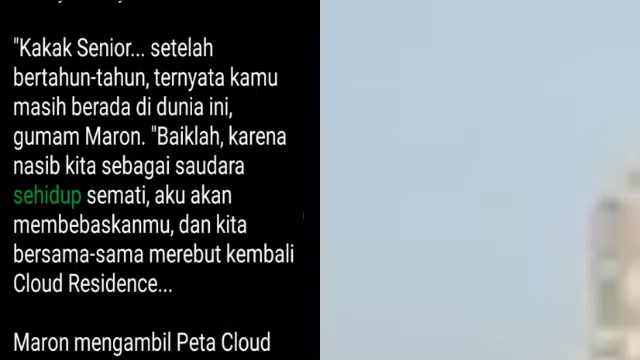 "Kakak Senior... setelah
bertahun-tahun, ternyata kamu
masih berada di dunia ini,
gumam Maron. "Baiklah, karena
nasib kita sebagai saudara
sehidup sematі, aku akan
membebaskanmu, dan kita
bersama-sama merebut kembali
Cloud Residence...
Maron mengambil Peta Cloud